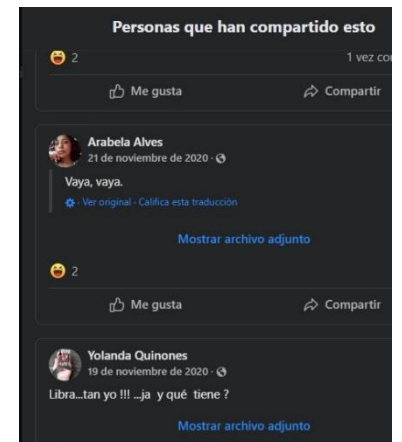 Personas que han compartido esto
2
1 vez
Me gusta
Compartir
Arabela Alves
21 de noviembre de 2020 ·
Vaya, vaya.
· Ver original · Califica esta traducción
Mostrar archivo adjunto
2
Me gusta
Compartir
Yolanda Quinones
19 de noviembre de 2020 ·
Libra...tan yo !!! ...ja y qué tiene ?
Mostrar archivo adjunto